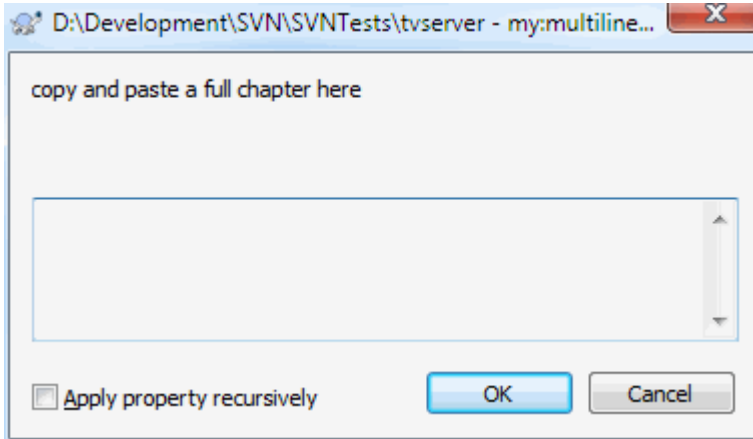 D:\Development\SVN\SVNTests\tvserver - my:multiline...
copy and paste a full chapter here
Apply property recursively
OK
Cancel